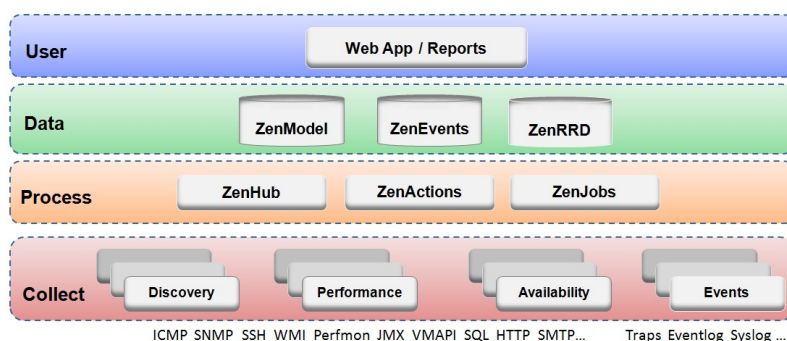 User
Web App / Reports
Data
ZenModel
ZenEvents
ZenRRD
Process
ZenHub
ZenActions
ZenJobs
Collect
Discovery
Performance
Availability
Events
ICMP SNMP SSH WMI Perfmon JMX VMAPI SQL HTTP SMTP... Traps Eventlog Syslog ...